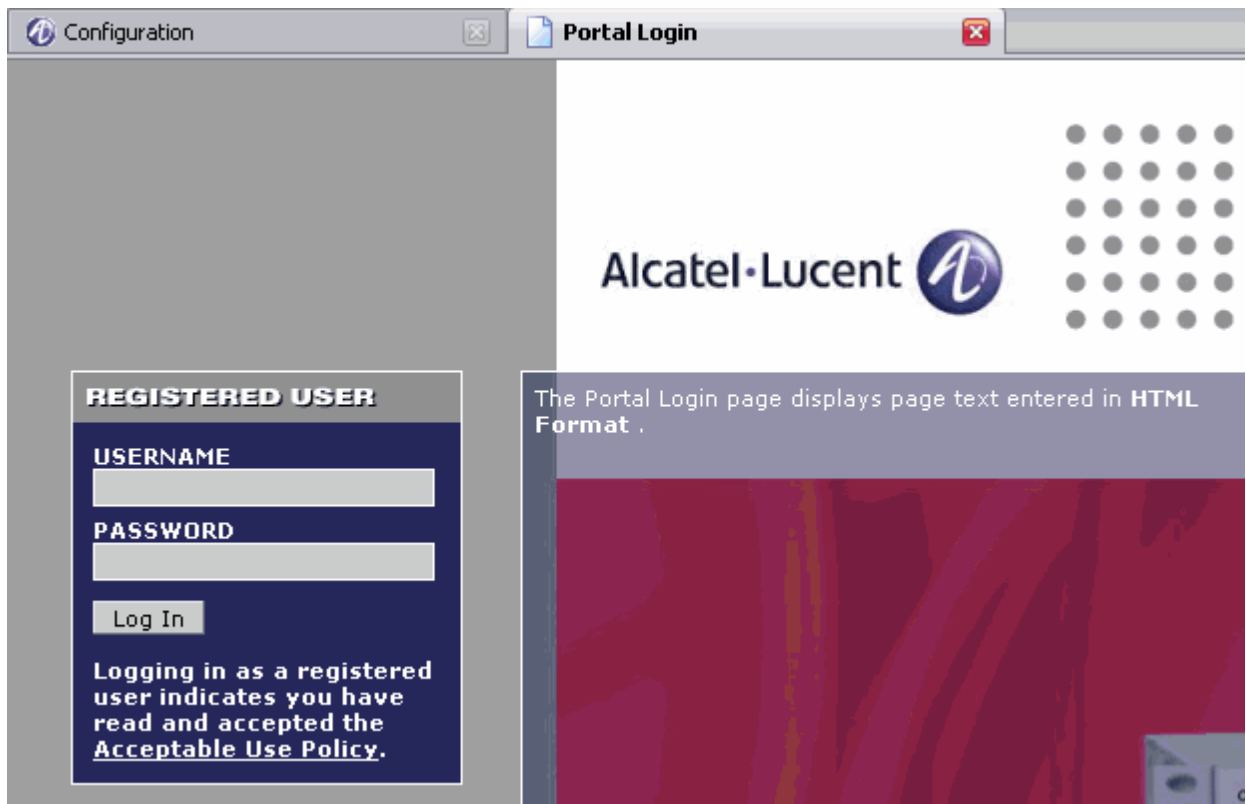 Configuration
Portal Login
Alcatel·Lucent
REGISTERED USER
USERNAME
PASSWORD
Log In
Logging in as a registered
user indicates you have
read and accepted the
Acceptable Use Policy.
The Portal Login page displays page text entered in HTML
Format .